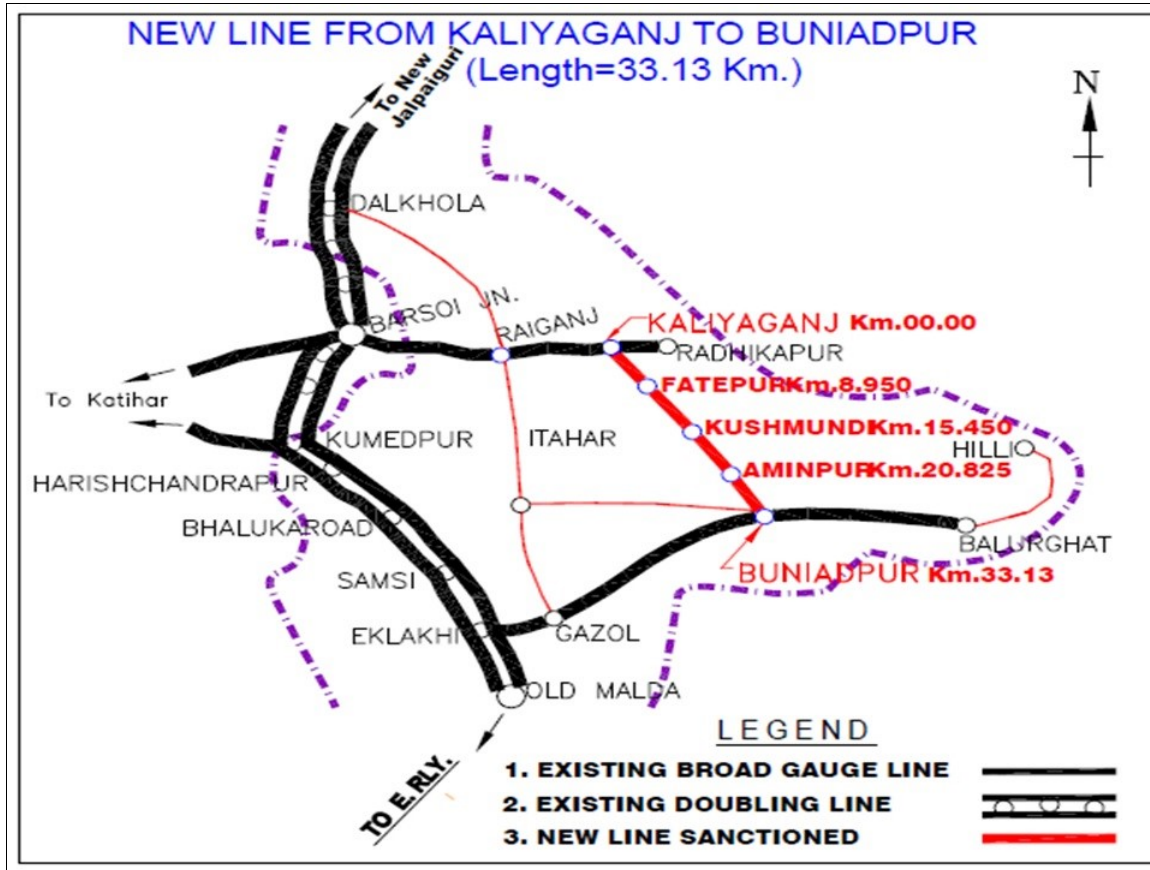 NEW LINE FROM KALIYAGANJ TO BUNIADPUR
(Length=33.13 Km.)
To New
Jalpaiguri
N
DALKHOLA
BARSOI JN.
RAIGANJ
KALIYAGANJ Km.00.00
RADHIKAPUR
To Katihar
FATEPUR Km.8.950
KUSHMUNDI Km.15.450
KUMEDPUR
ITAHAR
HILLI
HARISHCHANDRAPUR
AMINPUR Km.20.825
BHALUKAROAD
BALURGHAT
SAMSI
BUNIADPUR Km.33.13
EKLAKHI
GAZOL
OLD MALDA
TO E. RLY.
LEGEND
1. EXISTING BROAD GAUGE LINE
2. EXISTING DOUBLING LINE
3. NEW LINE SANCTIONED